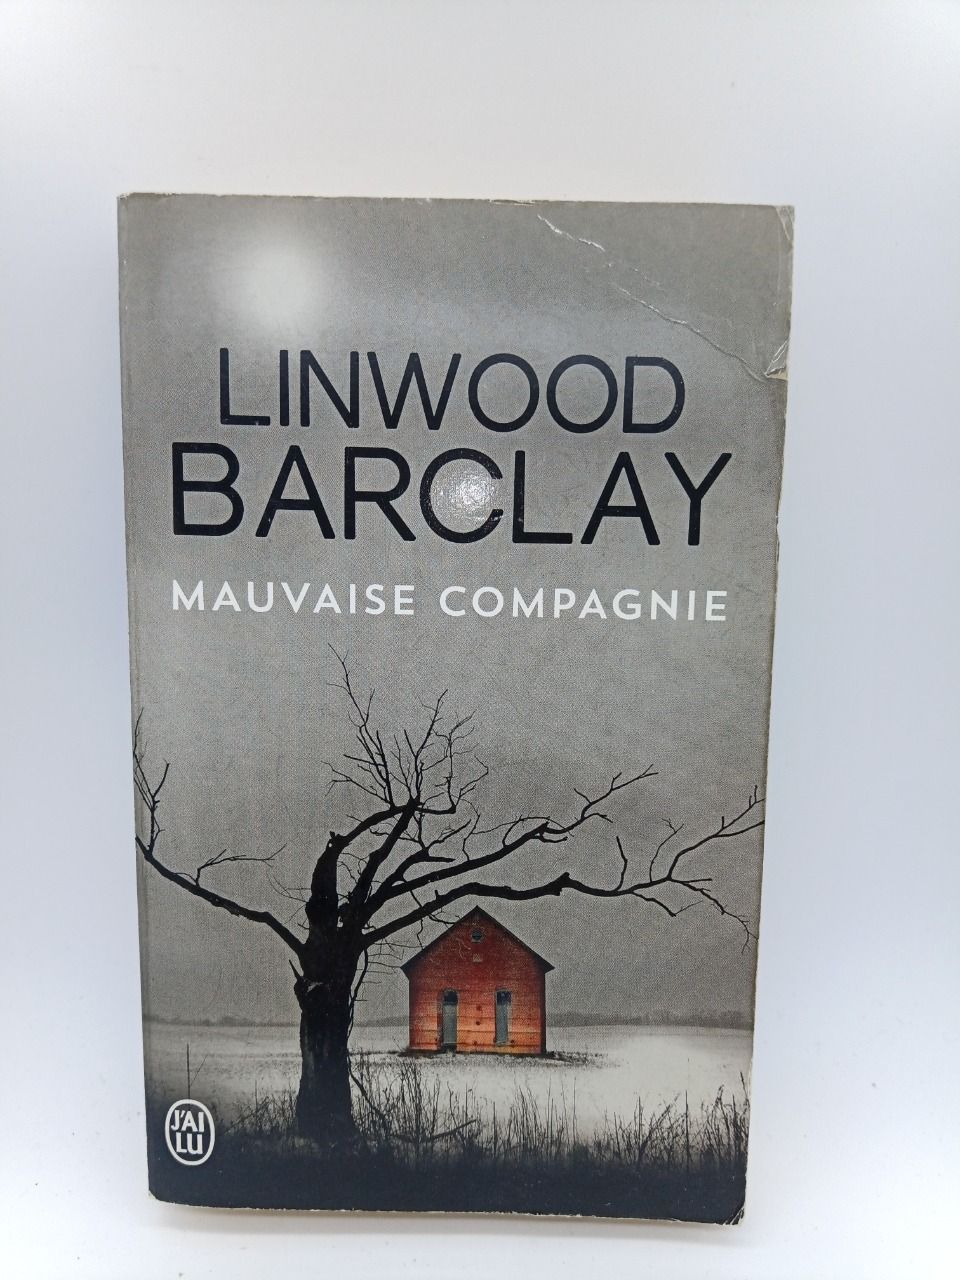 LINWOOD
BARCLAY
MAUVAISE COMPAGNIE
J'AI
LU